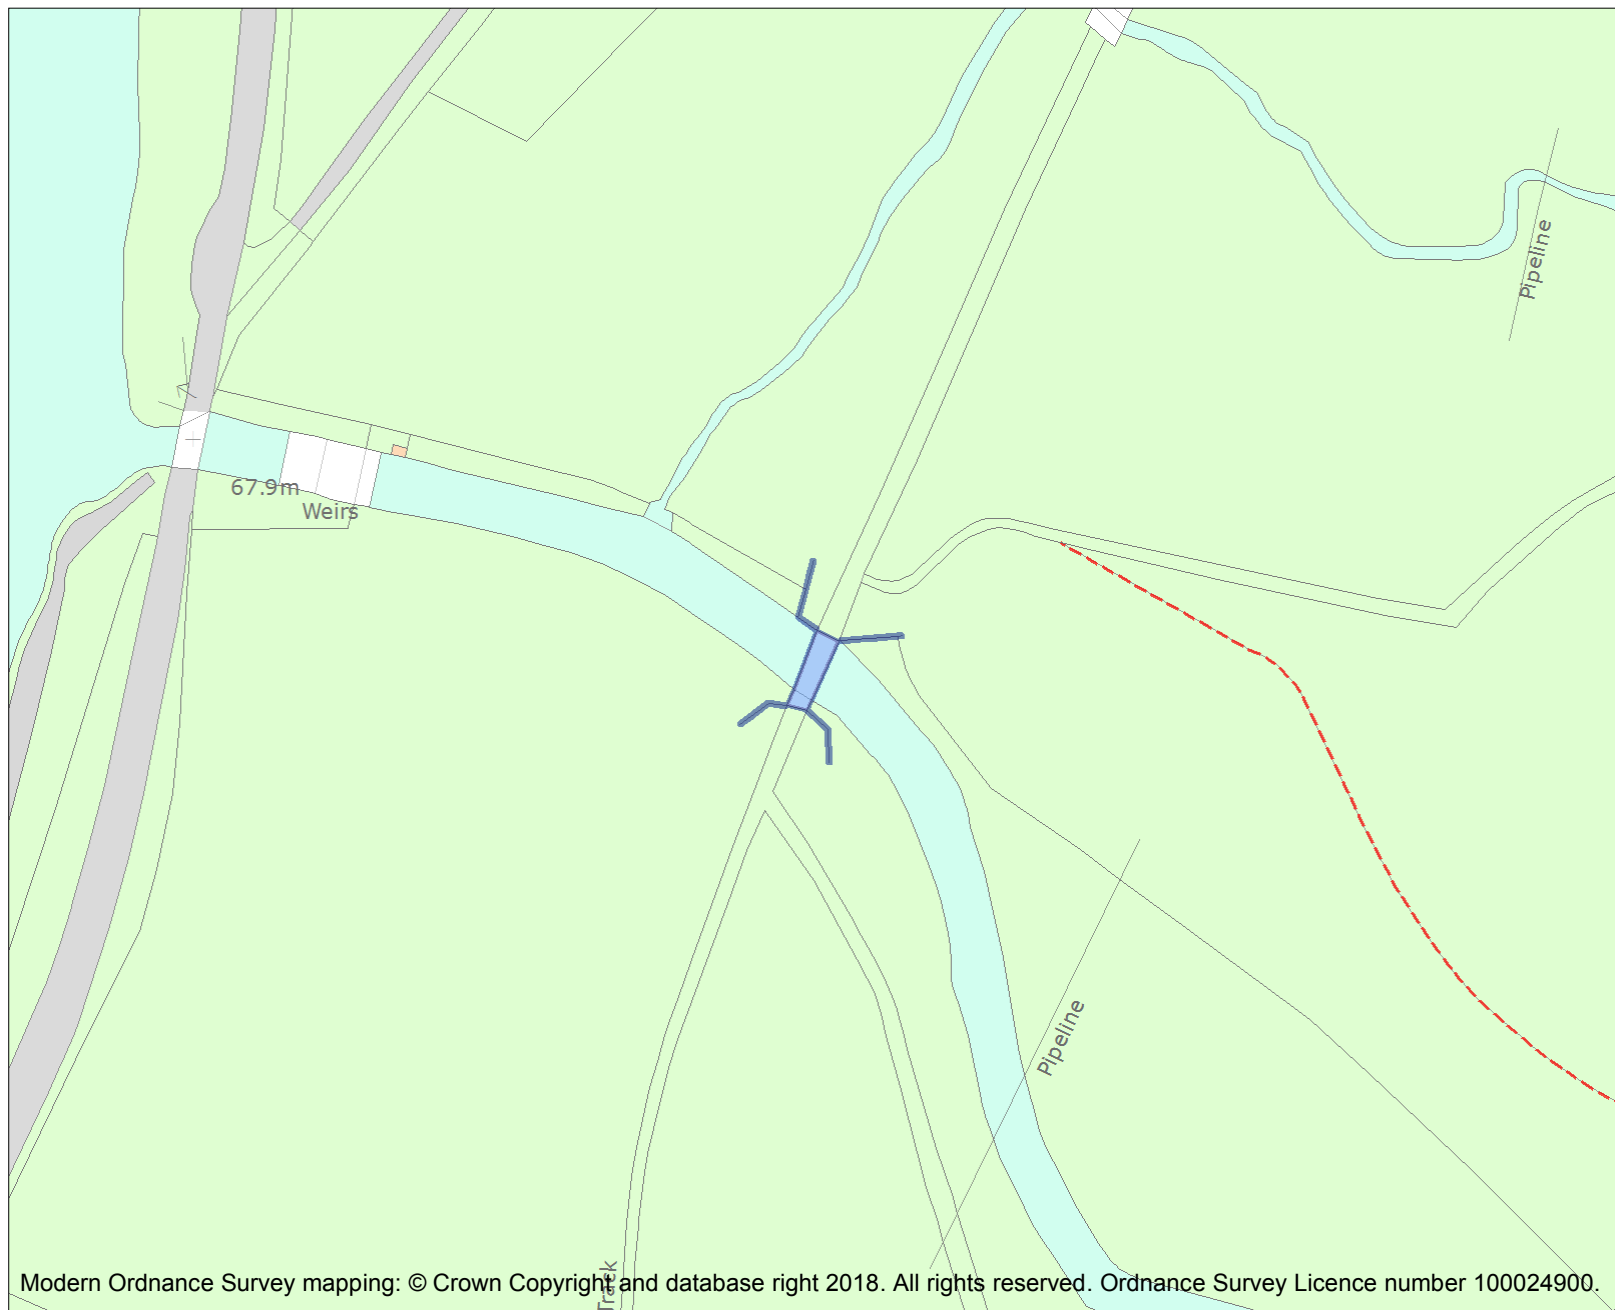 Pipeline
67.9m
Weirs
Pipeline
Track
Modern Ordnance Survey mapping: © Crown Copyright and database right 2018. All rights reserved. Ordnance Survey Licence number 100024900.